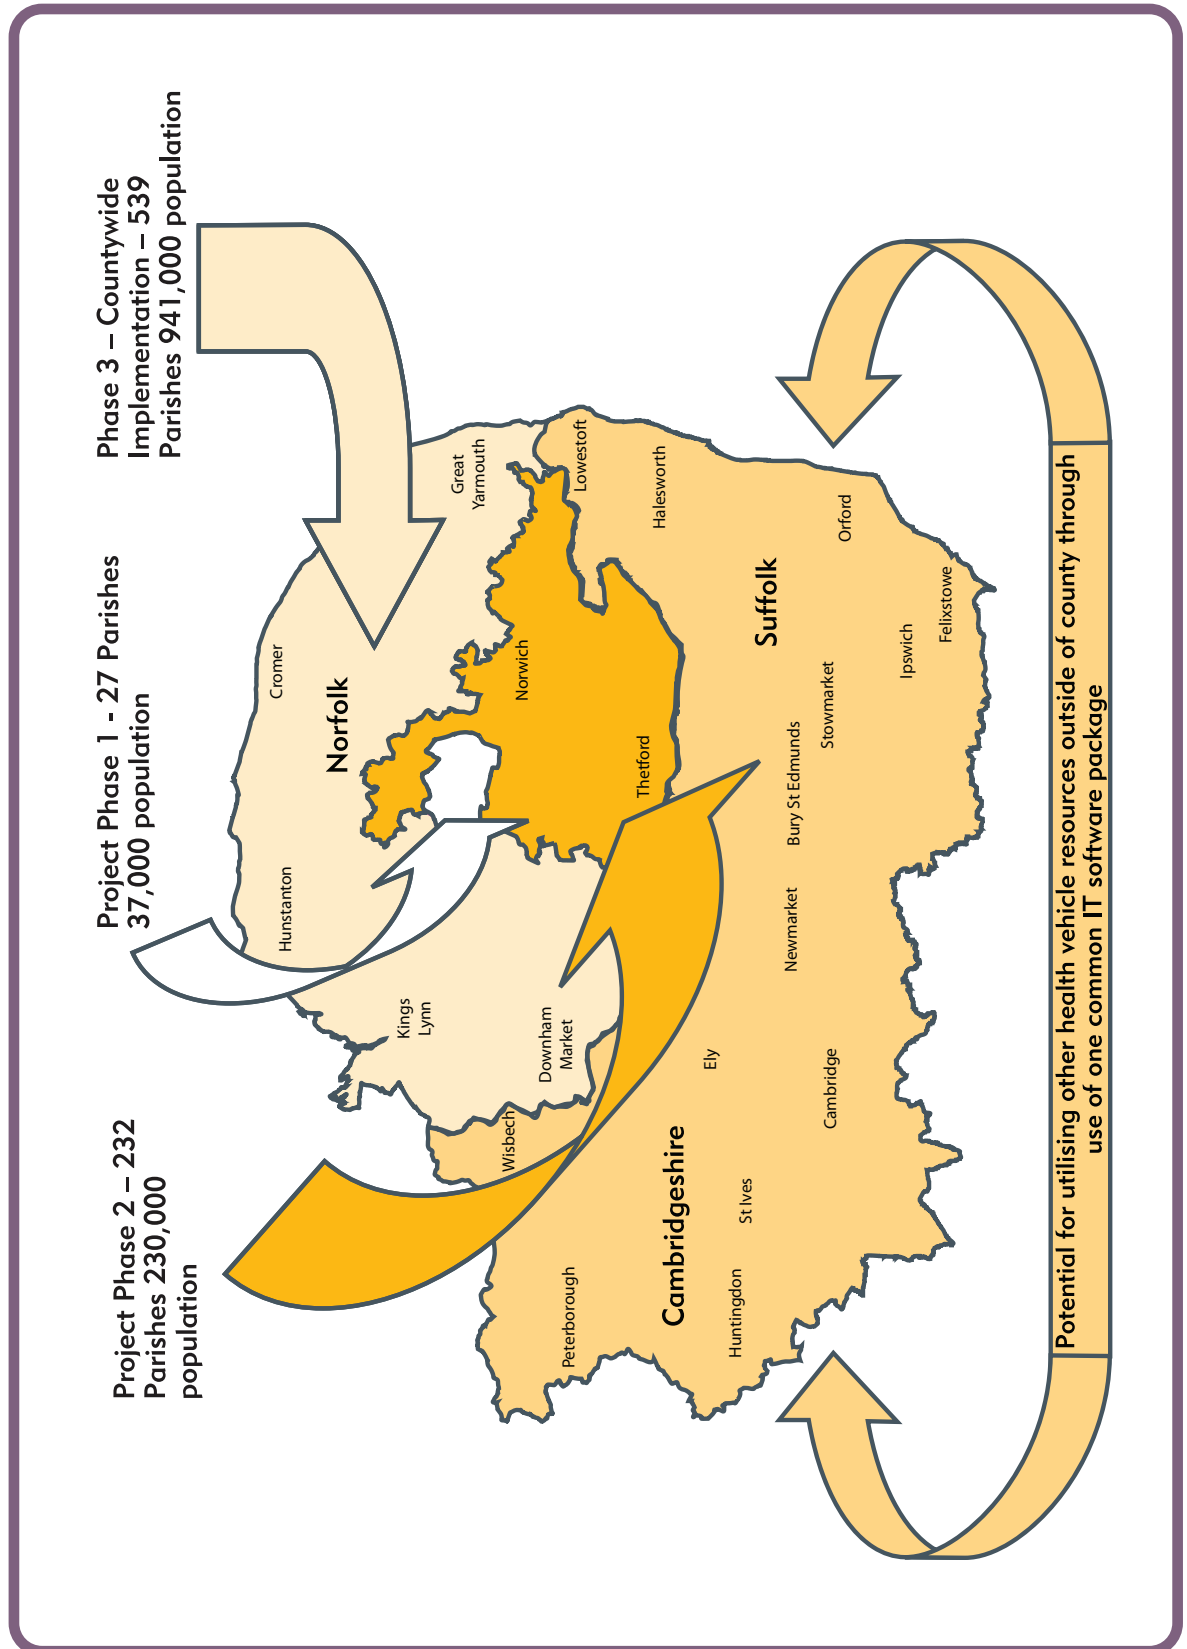 Project Phase 2 – 232
Parishes 230,000
population
Project Phase 1 - 27 Parishes
37,000 population
Phase 3 – Countywide
Implementation – 539
Parishes 941,000 population
Hunstanton
Cromer
Norfolk
Kings
Lynn
Great
Yarmouth
Wisbech
Downham
Market
Norwich
Lowestoft
Peterborough
Thetford
Halesworth
Cambridgeshire
Ely
Huntingdon
St Ives
Suffolk
Newmarket
Bury St Edmunds
Cambridge
Stowmarket
Orford
Ipswich
Felixstowe
Potential for utilising other health vehicle resources outside of county through
use of one common IT software package